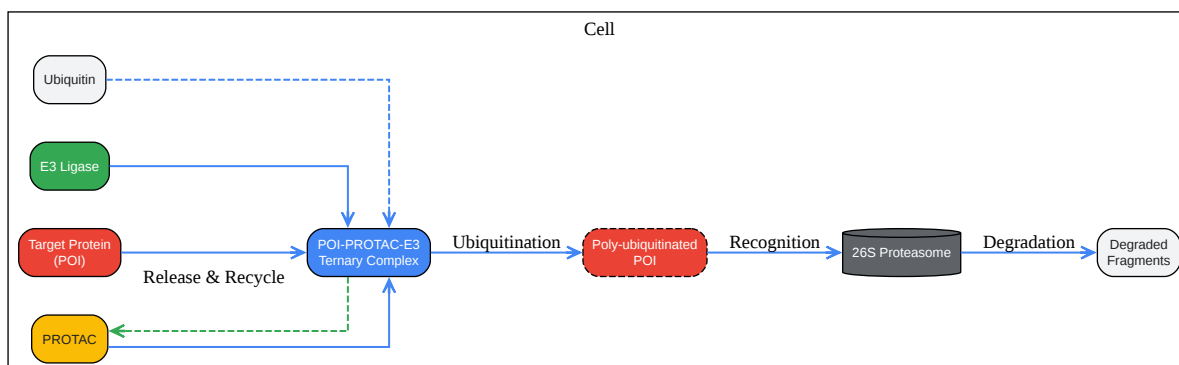 Cell
Ubiquitin
E3 Ligase
Target Protein
(POI)
POI-PROTAC-E3
Ternary Complex
Ubiquitination
Poly-ubiquitinated
POI
Recognition
26S Proteasome
Degradation
Degraded
Fragments
Release & Recycle
PROTAC